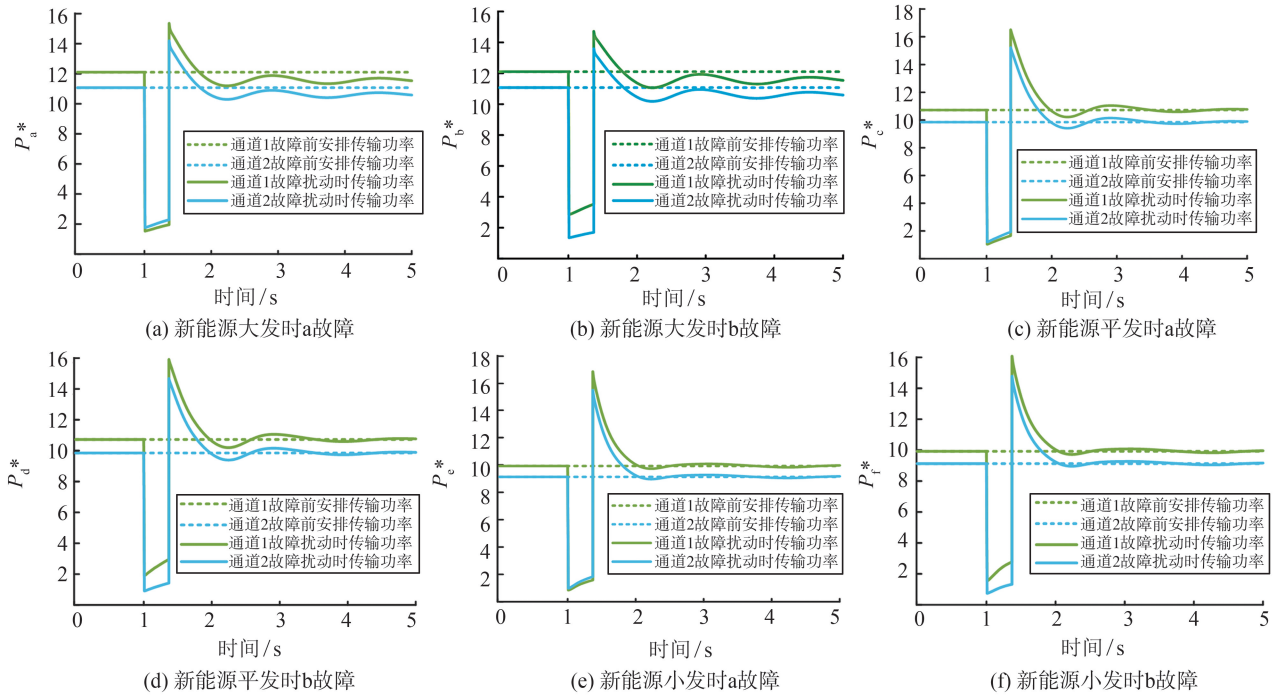 16
14
12
10
8
6
4
2
P_a*
通道1故障前安排传输功率
通道2故障前安排传输功率
通道1故障扰动时传输功率
通道2故障扰动时传输功率
0 1 2 3 4 5
时间/s
(a) 新能源大发时a故障
16
14
12
10
8
6
4
2
P_b*
通道1故障前安排传输功率
通道2故障前安排传输功率
通道1故障扰动时传输功率
通道2故障扰动时传输功率
0 1 2 3 4 5
时间/s
(b) 新能源大发时b故障
18
16
14
12
10
8
6
4
2
P_c*
通道1故障前安排传输功率
通道2故障前安排传输功率
通道1故障扰动时传输功率
通道2故障扰动时传输功率
0 1 2 3 4 5
时间/s
(c) 新能源平发时a故障
16
14
12
10
8
6
4
2
P_d*
通道1故障前安排传输功率
通道2故障前安排传输功率
通道1故障扰动时传输功率
通道2故障扰动时传输功率
0 1 2 3 4 5
时间/s
(d) 新能源平发时b故障
18
16
14
12
10
8
6
4
2
P_e*
通道1故障前安排传输功率
通道2故障前安排传输功率
通道1故障扰动时传输功率
通道2故障扰动时传输功率
0 1 2 3 4 5
时间/s
(e) 新能源小发时a故障
16
14
12
10
8
6
4
2
P_f*
通道1故障前安排传输功率
通道2故障前安排传输功率
通道1故障扰动时传输功率
通道2故障扰动时传输功率
0 1 2 3 4 5
时间/s
(f) 新能源小发时b故障